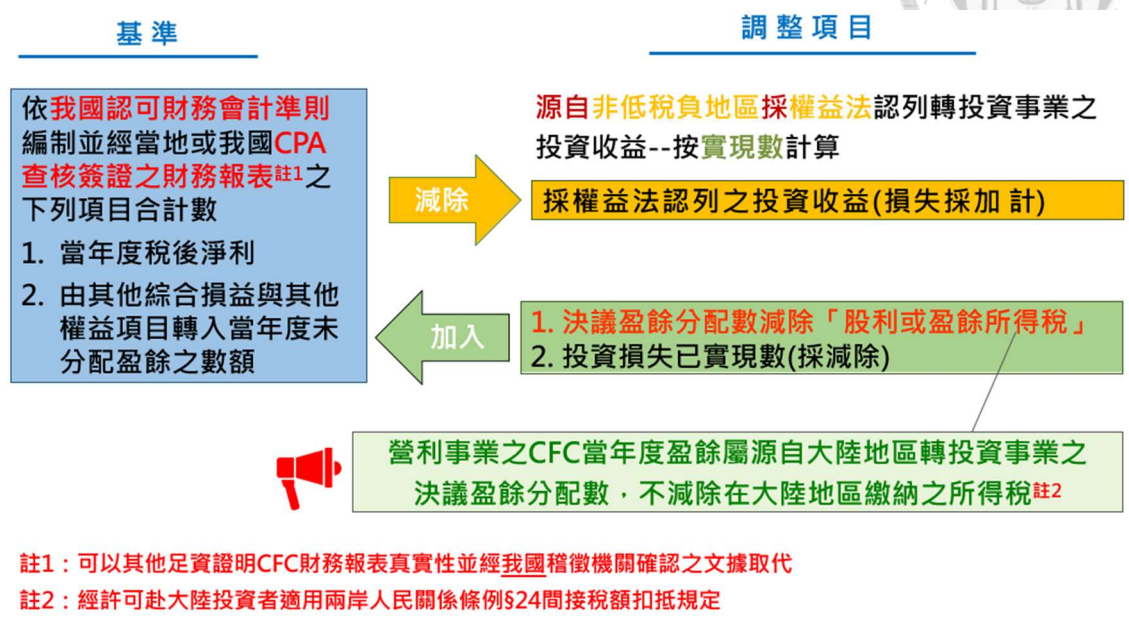 基準
依我國認可財務會計準則
編制並經當地或我國CPA
查核簽證之財務報表註1之
下列項目合計數
1. 當年度稅後淨利
2. 由其他綜合損益與其他
權益項目轉入當年度未
分配盈餘之數額
調整項目
源自非低稅負地區採權益法認列轉投資事業之
投資收益--按實現數計算
減除
採權益法認列之投資收益(損失採加計)
加入
1. 決議盈餘分配數減除「股利或盈餘所得稅」
2. 投資損失已實現數(採減除)
營利事業之CFC當年度盈餘屬源自大陸地區轉投資事業之
決議盈餘分配數，不減除在大陸地區繳納之所得稅註2
註1：可以其他足資證明CFC財務報表真實性並經我國稽徵機關確認之文據取代
註2：經許可赴大陸投資者適用兩岸人民關係條例§24間接稅額扣抵規定